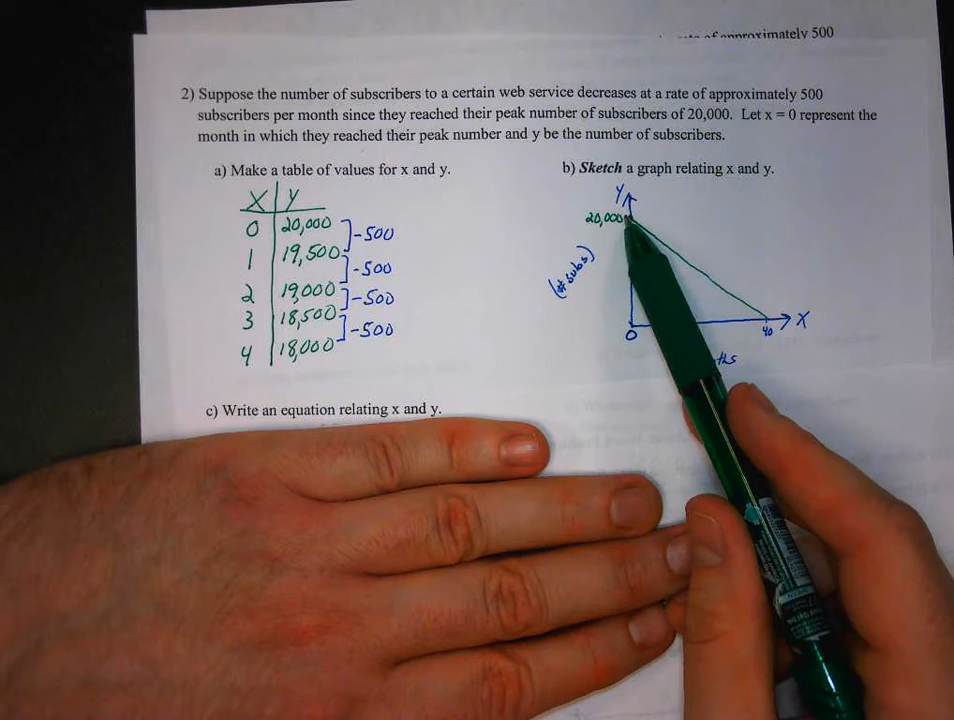 of approximately 500
2) Suppose the number of subscribers to a certain web service decreases at a rate of approximately 500
subscribers per month since they reached their peak number of subscribers of 20,000. Let x = 0 represent the
month in which they reached their peak number and y be the number of subscribers.
a) Make a table of values for x and y.
b) Sketch a graph relating x and y.
X Y
0 20,000
1 19,500
2 19,000
3 18,500
4 18,000
-500
-500
-500
-500
Y
20,000
(# subs)
0
40
X
ths
c) Write an equation relating x and y.